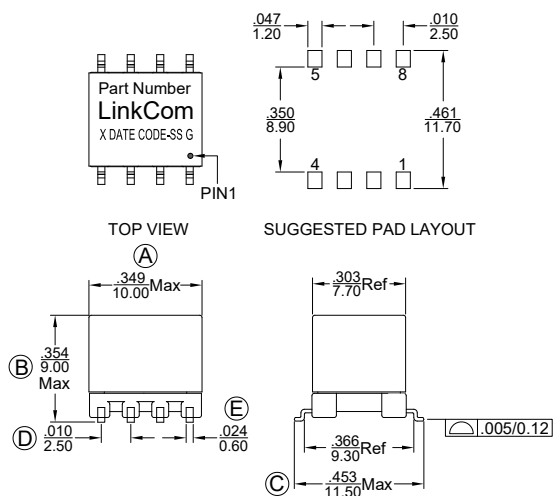 .047
1.20
.010
2.50
Part Number
LinkCom
X DATE CODE-SS G
PIN1
5
8
.350
8.90
.461
11.70
4
1
TOP VIEW
SUGGESTED PAD LAYOUT
A
.349
10.00 Max
.303
7.70 Ref
B
.354
9.00
Max
D
.010
2.50
E
.024
0.60
.005/0.12
.366
9.30 Ref
C
.453
11.50 Max